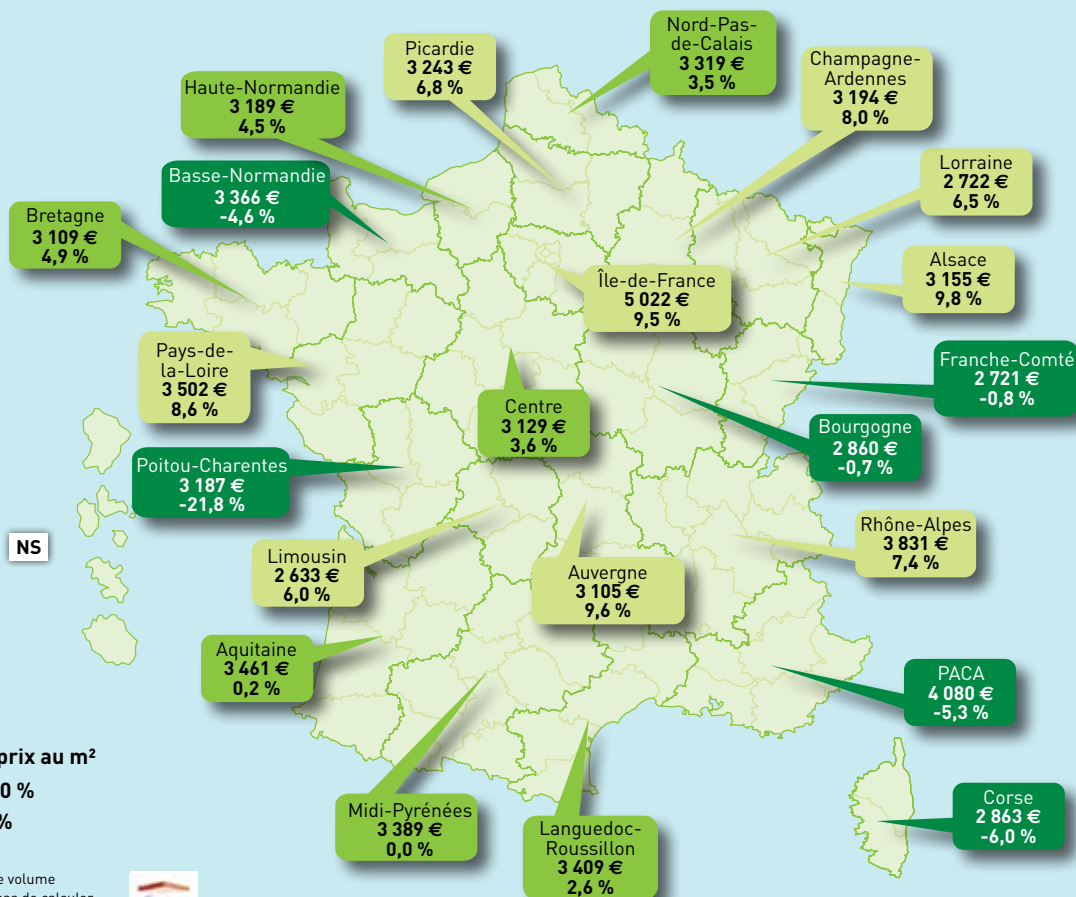 Nord-Pas-
de-Calais
3 319 €
3,5 %
Picardie
3 243 €
6,8 %
Champagne-
Ardennes
3 194 €
8,0 %
Haute-Normandie
3 189 €
4,5 %
Lorraine
2 722 €
6,5 %
Basse-Normandie
3 366 €
-4,6 %
Bretagne
3 109 €
4,9 %
Alsace
3 155 €
9,8 %
Île-de-France
5 022 €
9,5 %
Pays-de-
la-Loire
3 502 €
8,6 %
Franche-Comté
2 721 €
-0,8 %
Centre
3 129 €
3,6 %
Bourgogne
2 860 €
-0,7 %
Poitou-Charentes
3 187 €
-21,8 %
Rhône-Alpes
3 831 €
7,4 %
NS
Limousin
2 633 €
6,0 %
Auvergne
3 105 €
9,6 %
Aquitaine
3 461 €
0,2 %
PACA
4 080 €
-5,3 %
Midi-Pyrénées
3 389 €
0,0 %
Languedoc-
Roussillon
3 409 €
2,6 %
Corse
2 863 €
-6,0 %
prix au m²
0 %
%
e volume
de calculer